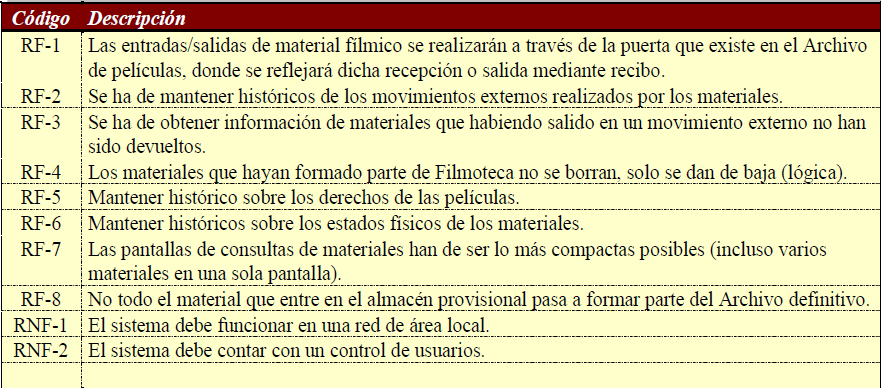 Código Descripción
RF-1 Las entradas/salidas de material fílmico se realizarán a través de la puerta que existe en el Archivo
de películas, donde se reflejará dicha recepción o salida mediante recibo.
RF-2 Se ha de mantener históricos de los movimientos externos realizados por los materiales.
RF-3 Se ha de obtener información de materiales que habiendo salido en un movimiento externo no han
sido devueltos.
RF-4 Los materiales que hayan formado parte de Filmoteca no se borran, solo se dan de baja (lógica).
RF-5 Mantener histórico sobre los derechos de las películas.
RF-6 Mantener históricos sobre los estados físicos de los materiales.
RF-7 Las pantallas de consultas de materiales han de ser lo más compactas posibles (incluso varios
materiales en una sola pantalla).
RF-8 No todo el material que entre en el almacén provisional pasa a formar parte del Archivo definitivo.
RNF-1 El sistema debe funcionar en una red de área local.
RNF-2 El sistema debe contar con un control de usuarios.